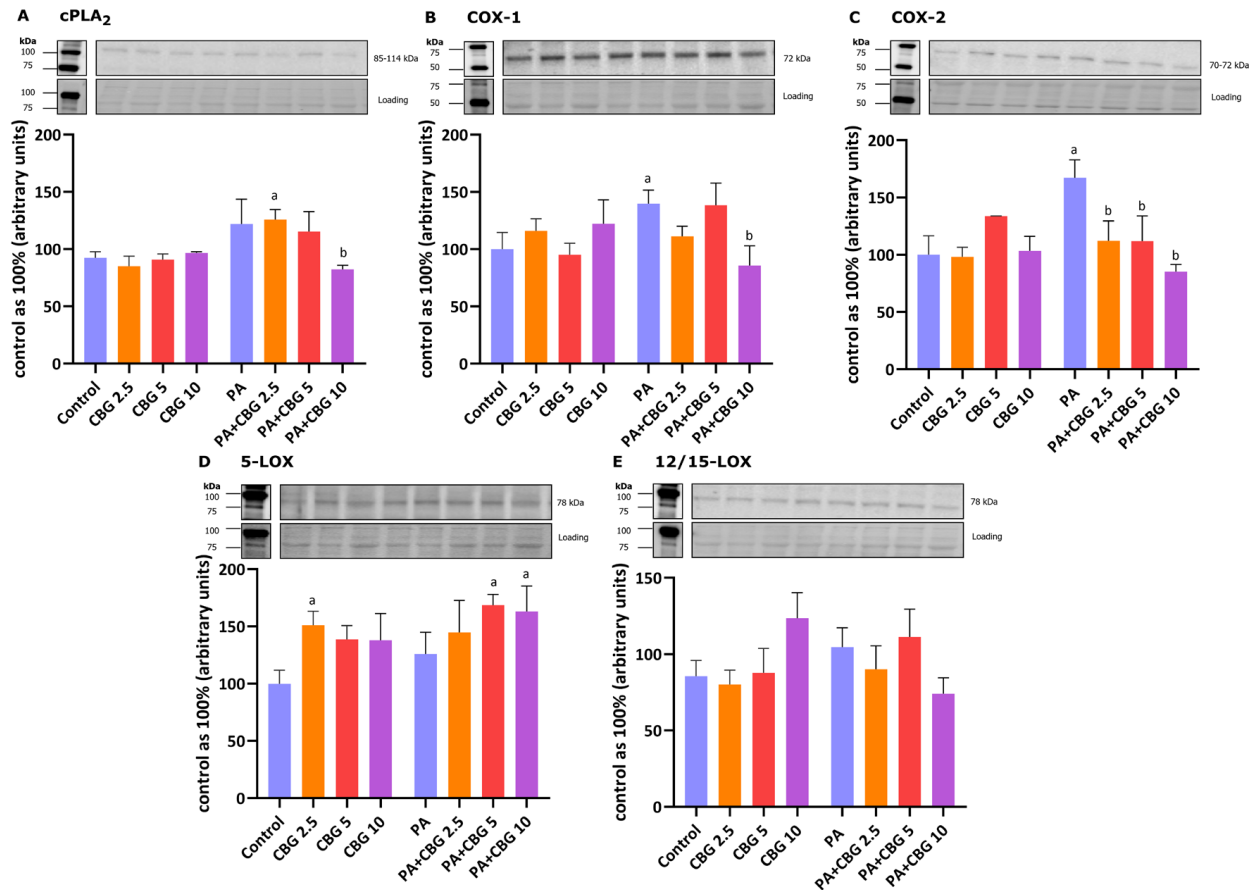 A cPLA₂
kDa
100
75
85-114 kDa
100
75
Loading
control as 100% (arbitrary units)
200
150
100
50
0
a
b
Control
CBG 2.5
CBG 5
CBG 10
PA
PA+CBG 2.5
PA+CBG 5
PA+CBG 10
B COX-1
kDa
75
50
72 kDa
75
50
Loading
control as 100% (arbitrary units)
200
150
100
50
0
a
b
Control
CBG 2.5
CBG 5
CBG 10
PA
PA+CBG 2.5
PA+CBG 5
PA+CBG 10
C COX-2
kDa
75
50
70-72 kDa
75
50
Loading
control as 100% (arbitrary units)
200
150
100
50
0
a
b
b
b
Control
CBG 2.5
CBG 5
CBG 10
PA
PA+CBG 2.5
PA+CBG 5
PA+CBG 10
D 5-LOX
100
75
78 kDa
100
75
Loading
control as 100% (arbitrary units)
200
150
100
50
0
a
a
a
Control
CBG 2.5
CBG 5
CBG 10
PA
PA+CBG 2.5
PA+CBG 5
PA+CBG 10
E 12/15-LOX
100
75
78 kDa
100
75
Loading
control as 100% (arbitrary units)
150
100
50
0
Control
CBG 2.5
CBG 5
CBG 10
PA
PA+CBG 2.5
PA+CBG 5
PA+CBG 10